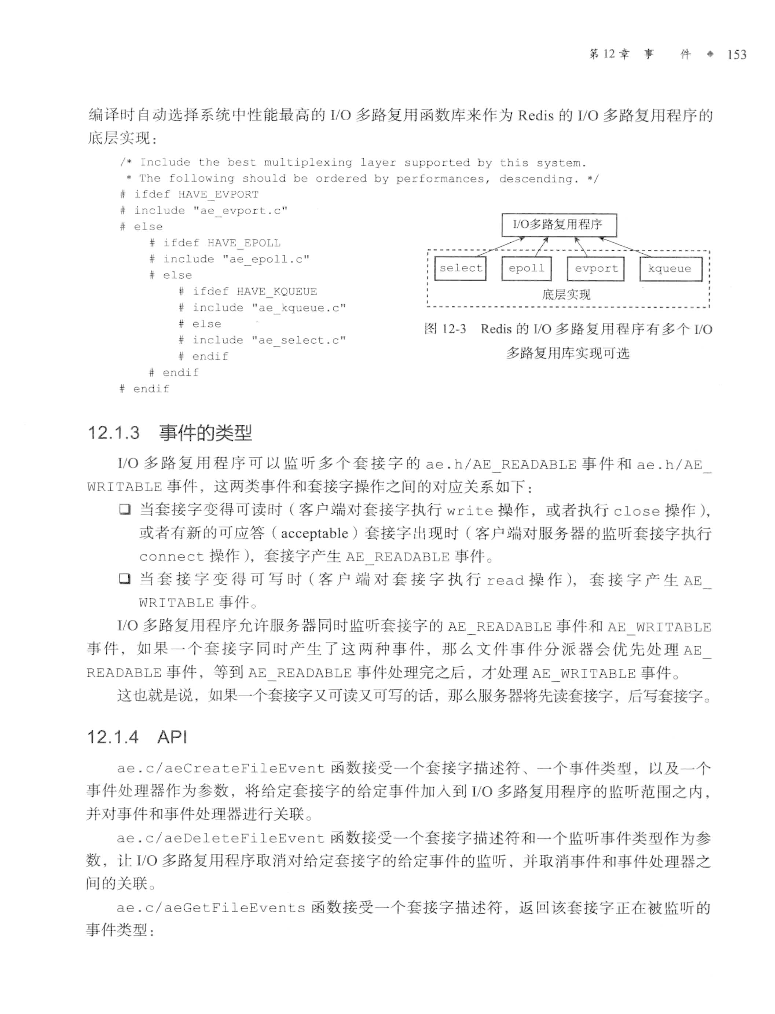 第12章 事 件 ◆ 153
编译时自动选择系统中性能最高的 I/O 多路复用函数库来作为 Redis 的 I/O 多路复用程序的
底层实现：
/* Include the best multiplexing layer supported by this system.
* The following should be ordered by performances, descending. */
# ifdef HAVE_EVPORT
# include "ae_evport.c"
# else
# ifdef HAVE_EPOLL
# include "ae_epoll.c"
# else
# ifdef HAVE_KQUEUE
# include "ae_kqueue.c"
# else
# include "ae_select.c"
# endif
# endif
# endif
I/O多路复用程序
select epoll evport kqueue
底层实现
图 12-3 Redis 的 I/O 多路复用程序有多个 I/O
多路复用库实现可选
12.1.3 事件的类型
I/O 多路复用程序可以监听多个套接字的 ae.h/AE_READABLE 事件和 ae.h/AE_
WRITABLE 事件，这两类事件和套接字操作之间的对应关系如下：
❑ 当套接字变得可读时（客户端对套接字执行 write 操作，或者执行 close 操作），
或者有新的可应答（acceptable）套接字出现时（客户端对服务器的监听套接字执行
connect 操作），套接字产生 AE_READABLE 事件。
❑ 当套接字变得可写时（客户端对套接字执行 read 操作），套接字产生 AE_
WRITABLE 事件。
I/O 多路复用程序允许服务器同时监听套接字的 AE_READABLE 事件和 AE_WRITABLE
事件，如果一个套接字同时产生了这两种事件，那么文件事件分派器会优先处理 AE_
READABLE 事件，等到 AE_READABLE 事件处理完之后，才处理 AE_WRITABLE 事件。
这也就是说，如果一个套接字又可读又可写的话，那么服务器将先读套接字，后写套接字。
12.1.4 API
ae.c/aeCreateFileEvent 函数接受一个套接字描述符、一个事件类型，以及一个
事件处理器作为参数，将给定套接字的给定事件加入到 I/O 多路复用程序的监听范围之内，
并对事件和事件处理器进行关联。
ae.c/aeDeleteFileEvent 函数接受一个套接字描述符和一个监听事件类型作为参
数，让 I/O 多路复用程序取消对给定套接字的给定事件的监听，并取消事件和事件处理器之
间的关联。
ae.c/aeGetFileEvents 函数接受一个套接字描述符，返回该套接字正在被监听的
事件类型：